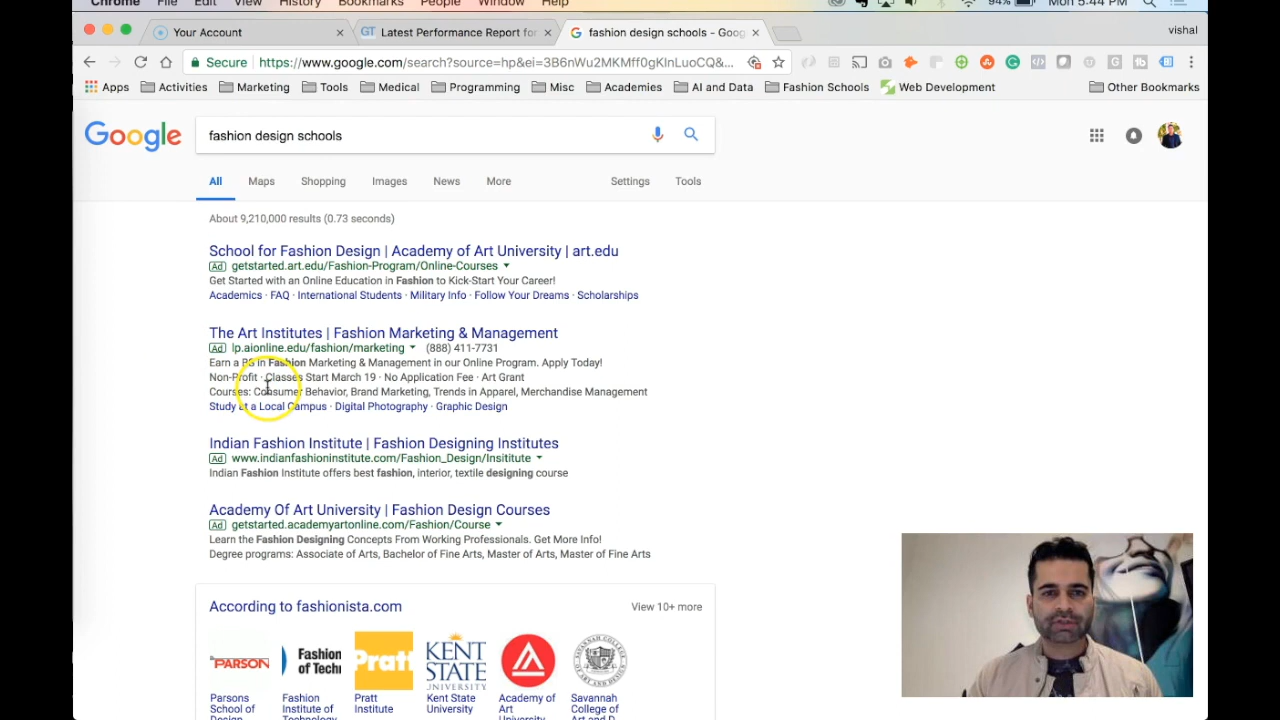 Chrome File Edit View History Bookmarks People Window Help 94% Mon 5:44 PM
Your Account
GT Latest Performance Report for
fashion design schools - Goog
vishal
Secure https://www.google.com/search?source=hp&ei=3B6nWu2MKMff0gKlnLuoCQ&...
Apps Activities Marketing Tools Medical Programming Misc Academies AI and Data Fashion Schools Web Development Other Bookmarks
Google
fashion design schools
All Maps Shopping Images News More Settings Tools
About 9,210,000 results (0.73 seconds)
School for Fashion Design | Academy of Art University | art.edu
Ad getstarted.art.edu/Fashion-Program/Online-Courses
Get Started with an Online Education in Fashion to Kick-Start Your Career!
Academics · FAQ · International Students · Military Info · Follow Your Dreams · Scholarships
The Art Institutes | Fashion Marketing & Management
Ad lp.aionline.edu/fashion/marketing (888) 411-7731
Earn a BS in Fashion Marketing & Management in our Online Program. Apply Today!
Non-Profit · Classes Start March 19 · No Application Fee · Art Grant
Courses: Consumer Behavior, Brand Marketing, Trends in Apparel, Merchandise Management
Study at a Local Campus · Digital Photography · Graphic Design
Indian Fashion Institute | Fashion Designing Institutes
Ad www.indianfashioninstitute.com/Fashion_Design/Insititute
Indian Fashion Institute offers best fashion, interior, textile designing course
Academy Of Art University | Fashion Design Courses
Ad getstarted.academyartonline.com/Fashion/Course
Learn the Fashion Designing Concepts From Working Professionals. Get More Info!
Degree programs: Associate of Arts, Bachelor of Fine Arts, Master of Arts, Master of Fine Arts
According to fashionista.com
View 10+ more
PARSON
Fashion
of Techn
Pratt
KENT
STATE
UNIVERSITY
Parsons
School of
Design
Fashion
Institute of
Technology
Pratt
Institute
Kent State
University
Academy of
Art
University
Savannah
College of
Art and D